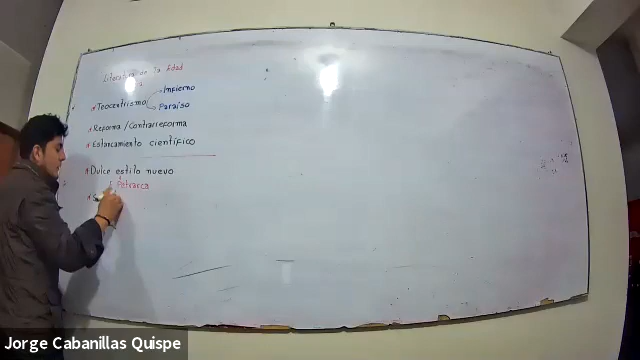 Literatura de la Edad
Teocentrismo
Infierno
Paraíso
Reforma / Contrarreforma
Estancamiento científico
Dulce estilo nuevo
Petrarca
Jorge Cabanillas Quispe